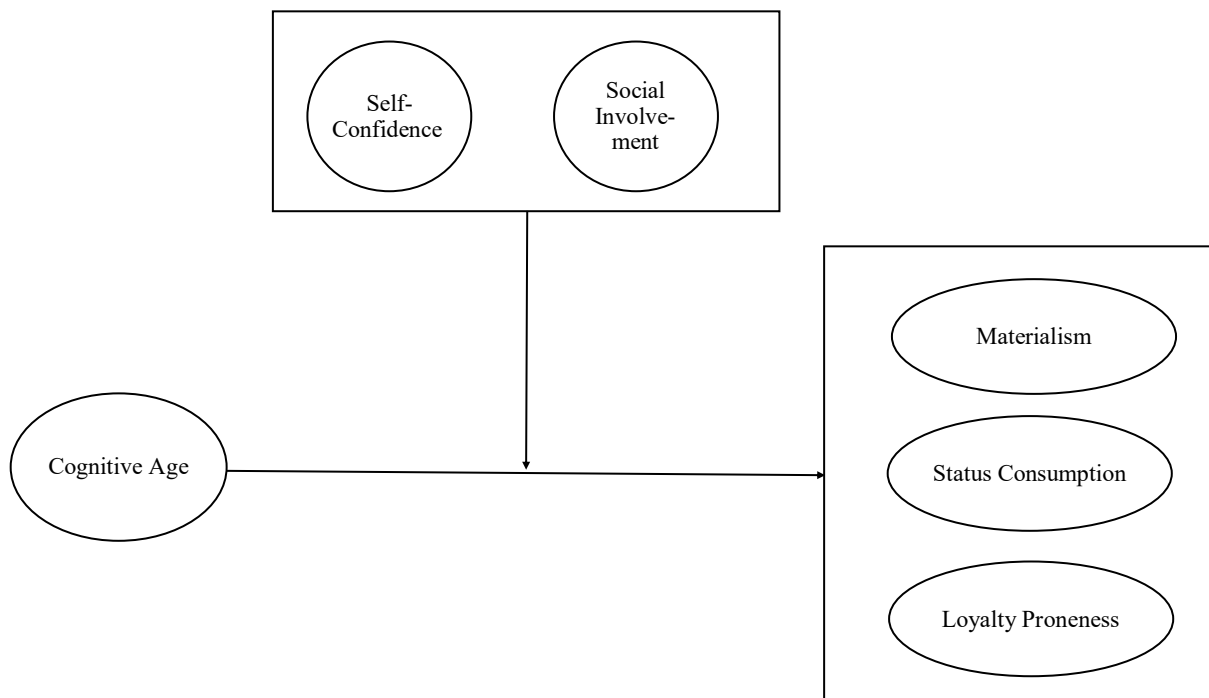 Self-
Confidence
Social
Involve-
ment
Materialism
Cognitive Age
Status Consumption
Loyalty Proneness